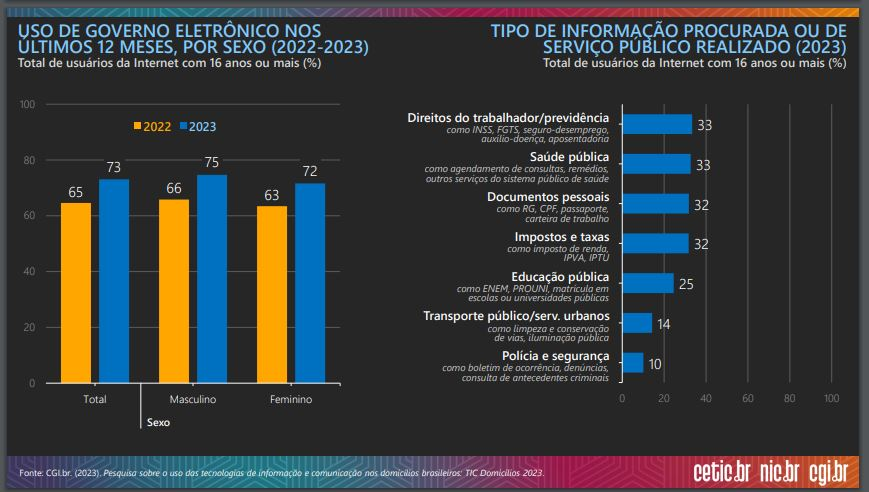 USO DE GOVERNO ELETRÔNICO NOS
ÚLTIMOS 12 MESES, POR SEXO (2022-2023)
Total de usuários da Internet com 16 anos ou mais (%)
100
80
60
40
20
0
2022 2023
65
73
66
75
63
72
Total
Masculino
Feminino
Sexo
TIPO DE INFORMAÇÃO PROCURADA OU DE
SERVIÇO PÚBLICO REALIZADO (2023)
Total de usuários da Internet com 16 anos ou mais (%)
Direitos do trabalhador/previdência
como INSS, FGTS, seguro-desemprego,
auxílio-doença, aposentadoria
33
Saúde pública
como agendamento de consultas, remédios,
outros serviços do sistema público de saúde
33
Documentos pessoais
como RG, CPF, passaporte,
carteira de trabalho
32
Impostos e taxas
como imposto de renda,
IPVA, IPTU
32
Educação pública
como ENEM, PROUNI, matrícula em
escolas ou universidades públicas
25
Transporte público/serv. urbanos
como limpeza e conservação
de vias, iluminação pública
14
Polícia e segurança
como boletim de ocorrência, denúncias,
consulta de antecedentes criminais
10
0 20 40 60 80 100
Fonte: CGI.br. (2023). Pesquisa sobre o uso das tecnologias de informação e comunicação nos domicílios brasileiros: TIC Domicílios 2023.
cetic.br nic.br cgi.br